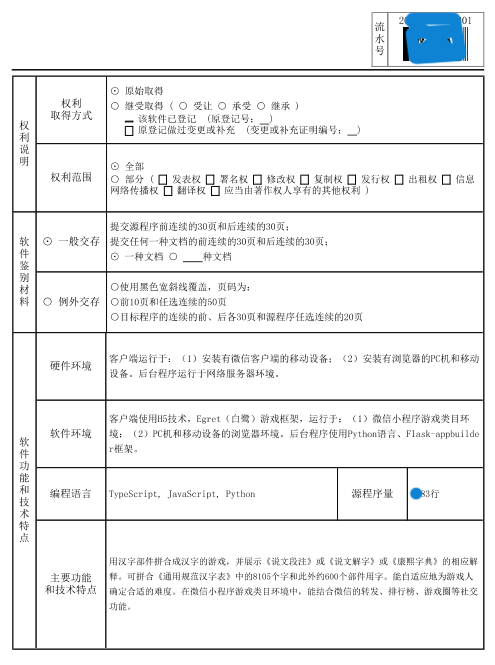 流水号
权利说明
权利
取得方式
⊙ 原始取得
○ 继受取得 ( ○ 受让 ○ 承受 ○ 继承 )
该软件已登记 (原登记号: __)
□ 原登记做过变更或补充 (变更或补充证明编号: __)
权利范围
⊙ 全部
○ 部分 ( □ 发表权 □ 署名权 □ 修改权 □ 复制权 □ 发行权 □ 出租权 □ 信息
网络传播权 □ 翻译权 □ 应当由著作权人享有的其他权利 )
软件鉴别材料
⊙ 一般交存
提交源程序前连续的30页和后连续的30页;
提交任何一种文档的前连续的30页和后连续的30页;
⊙ 一种文档 ○ ____种文档
○ 例外交存
○使用黑色宽斜线覆盖, 页码为:
○前10页和任选连续的50页
○目标程序的连续的前、后各30页和源程序任选连续的20页
软件功能和技术特点
硬件环境
客户端运行于: (1) 安装有微信客户端的移动设备; (2) 安装有浏览器的PC机和移动
设备。后台程序运行于网络服务器环境。
软件环境
客户端使用H5技术, Egret (白鹭) 游戏框架, 运行于: (1) 微信小程序游戏类目环
境; (2) PC机和移动设备的浏览器环境。后台程序使用Python语言、Flask-appbuilde
r框架。
编程语言
TypeScript, JavaScript, Python
源程序量
83行
主要功能
和技术特点
用汉字部件拼合成汉字的游戏, 并展示《说文段注》或《说文解字》或《康熙字典》的相应解
释。可拼合《通用规范汉字表》中的8105个字和此外约600个部件用字。能自适应地为游戏人
确定合适的难度。在微信小程序游戏类目环境中, 能结合微信的转发、排行榜、游戏圈等社交
功能。